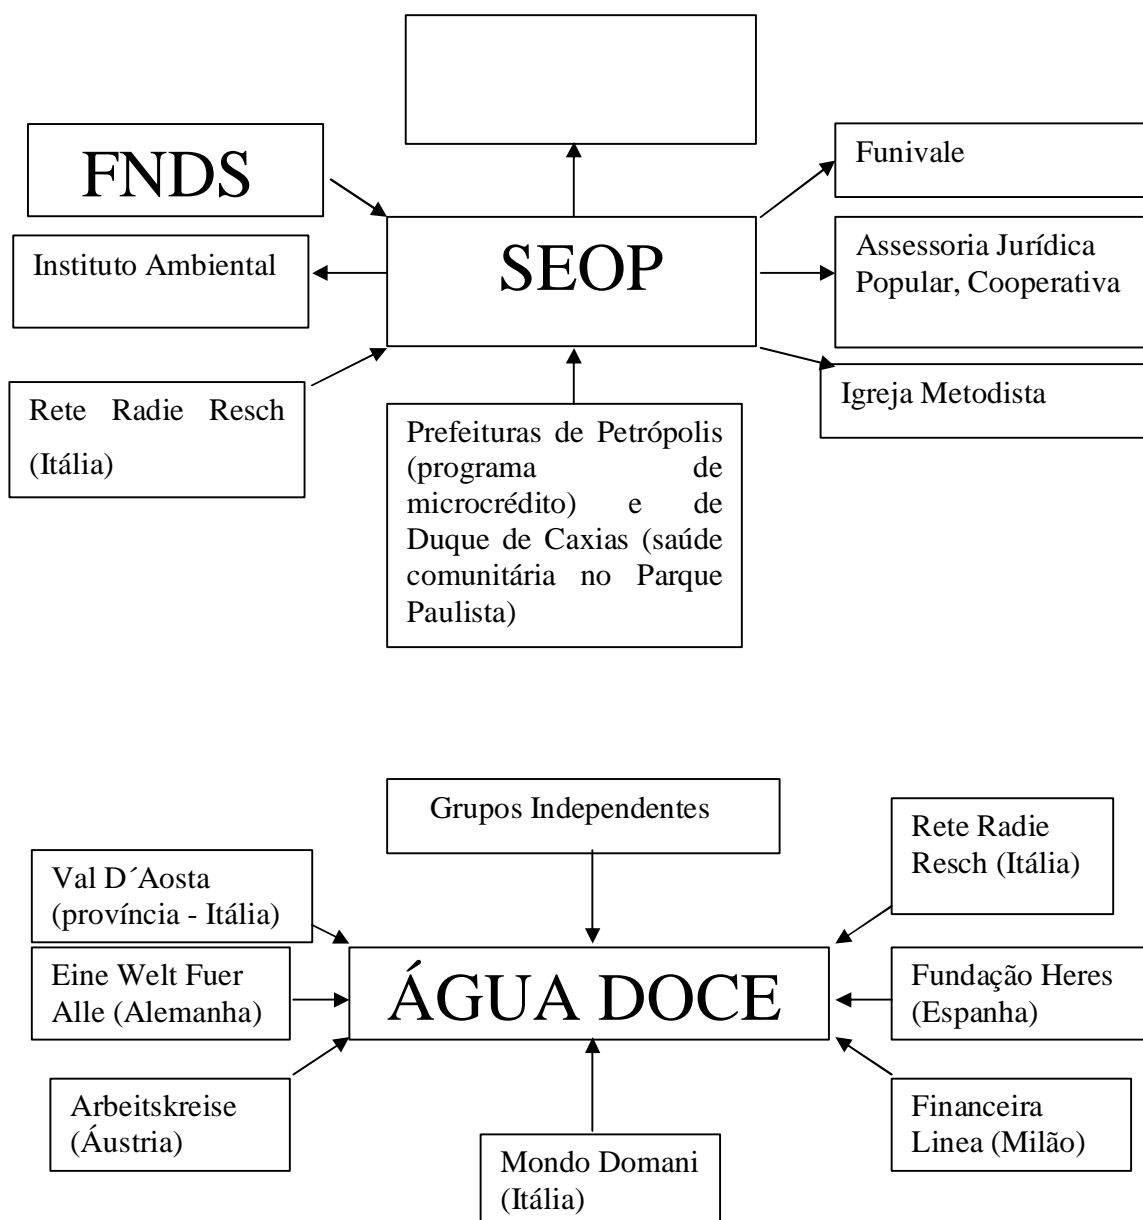 FNDS
Funivale
SEOP
Instituto Ambiental
Assessoria Jurídica
Popular, Cooperativa
Rete Radie Resch
(Itália)
Igreja Metodista
Prefeituras de Petrópolis
(programa de
microcrédito) e de
Duque de Caxias (saúde
comunitária no Parque
Paulista)
Grupos Independentes
Rete Radie
Resch (Itália)
Val D´Aosta
(província - Itália)
Eine Welt Fuer
Alle (Alemanha)
ÁGUA DOCE
Fundação Heres
(Espanha)
Arbeitskreise
(Áustria)
Mondo Domani
(Itália)
Financeira
Linea (Milão)